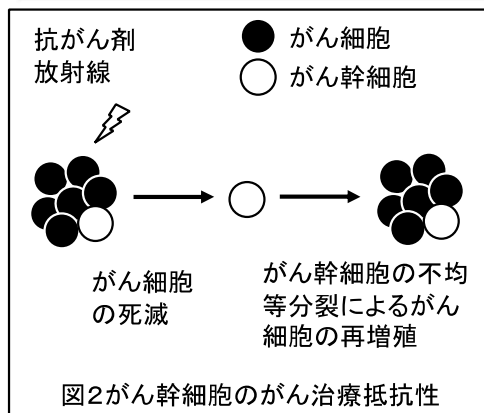 抗がん剤
放射線
がん細胞
がん幹細胞
がん細胞
の死滅
がん幹細胞の不均
等分裂によるがん
細胞の再増殖
図2がん幹細胞のがん治療抵抗性